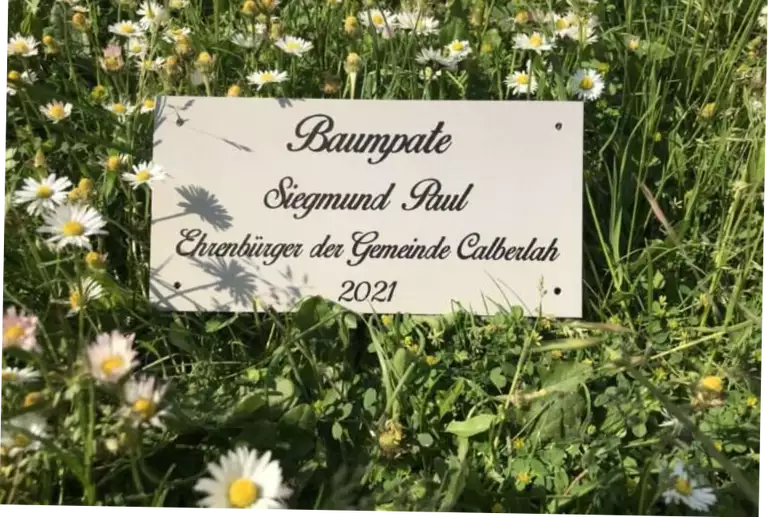 Baumpate
Siegmund Paul
Ehrenbürger der Gemeinde Calberlah
2021